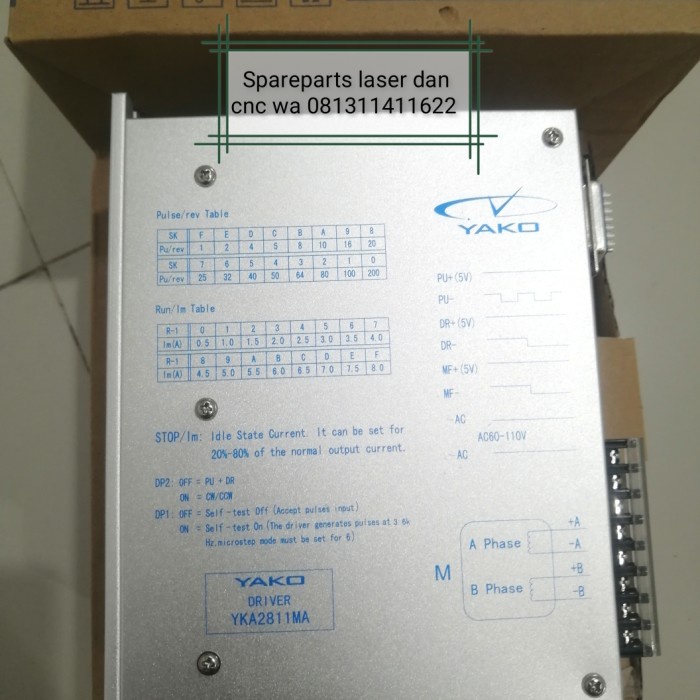 Spareparts laser dan
cnc wa 081311411622
YAKO
Pulse/rev Table
SK F E D C B A 9 8
Pu/rev 1 2 4 5 8 10 16 20
SK 7 6 5 4 3 2 1 0
Pu/rev 25 32 40 50 64 80 100 200
Run/Im Table
R-1 0 1 2 3 4 5 6 7
Im(A) 0.5 1.0 1.5 2.0 2.5 3.0 3.5 4.0
R-1 8 9 A B C D E F
Im(A) 4.5 5.0 5.5 6.0 6.5 7.0 7.5 8.0
STOP/Im: Idle State Current. It can be set for
20%-80% of the normal output current.
DP2: OFF = PU + DR
ON = CW/CCW
DP1: OFF = Self-test Off (Accept pulses input)
ON = Self-test On (The driver generates pulses at 3.6k
Hz, microstep mode must be set for 6)
YAKO
DRIVER
YKA2811MA
PU+(5V)
PU-
DR+(5V)
DR-
MF+(5V)
MF-
AC
AC60-110V
AC
M
A Phase
B Phase
+A
-A
+B
-B